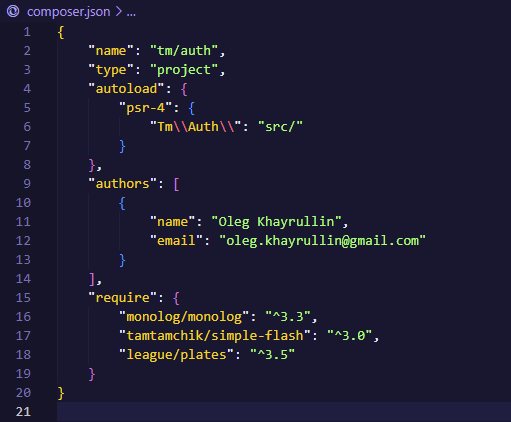 composer.json > ...
1 {
2     "name": "tm/auth",
3     "type": "project",
4     "autoload": {
5         "psr-4": {
6             "Tm\\Auth\\": "src/"
7         }
8     },
9     "authors": [
10         {
11             "name": "Oleg Khayrullin",
12             "email": "oleg.khayrullin@gmail.com"
13         }
14     ],
15     "require": {
16         "monolog/monolog": "^3.3",
17         "tamtamchik/simple-flash": "^3.0",
18         "league/plates": "^3.5"
19     }
20 }
21